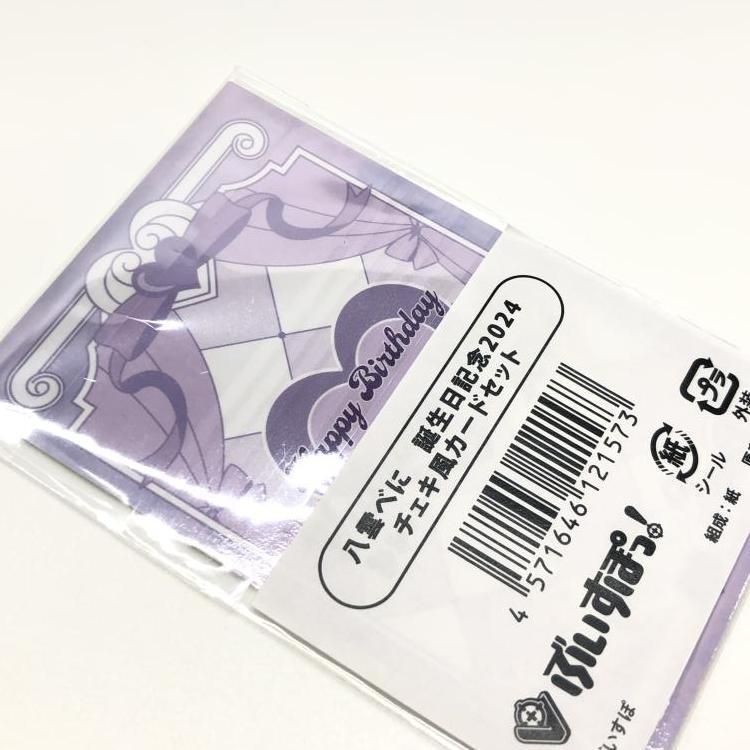 Happy Birthday
八雲べに 誕生日記念2024
チェキ風カードセット
4 571646 121573
プラ
外装
紙
シール
組成：紙
ぶいすぽっ！